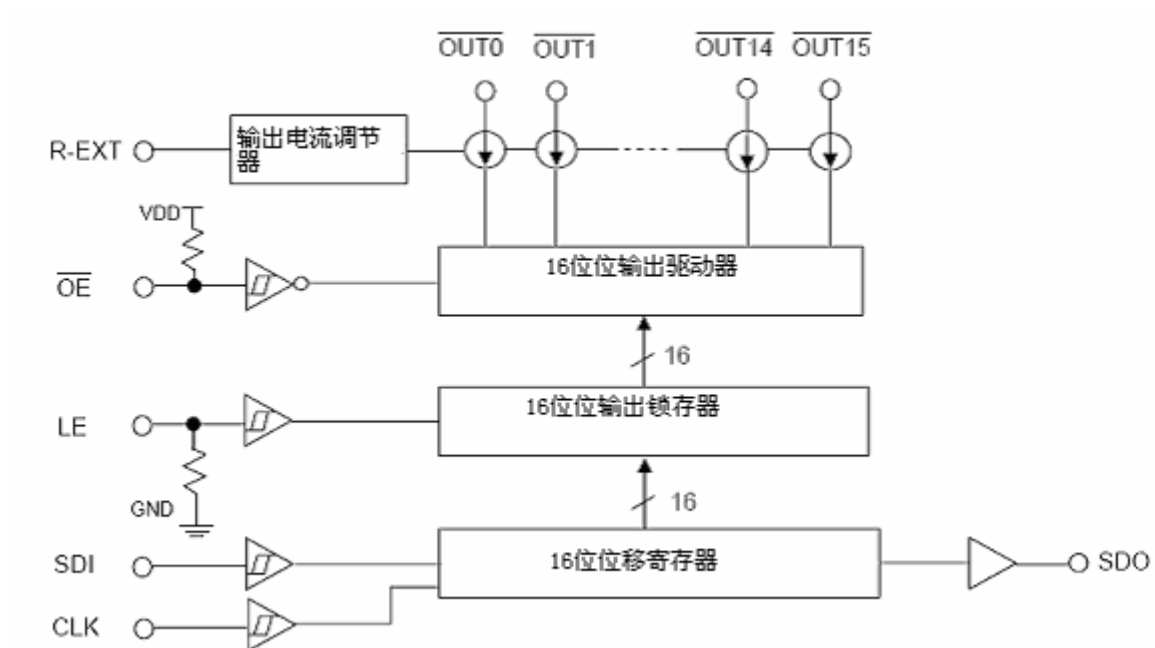 OUT0 OUT1 OUT14 OUT15
R-EXT
输出电流调节
器
VDD
OE
16位位输出驱动器
16
LE
16位位输出锁存器
GND
16
SDI
16位位移寄存器
SDO
CLK